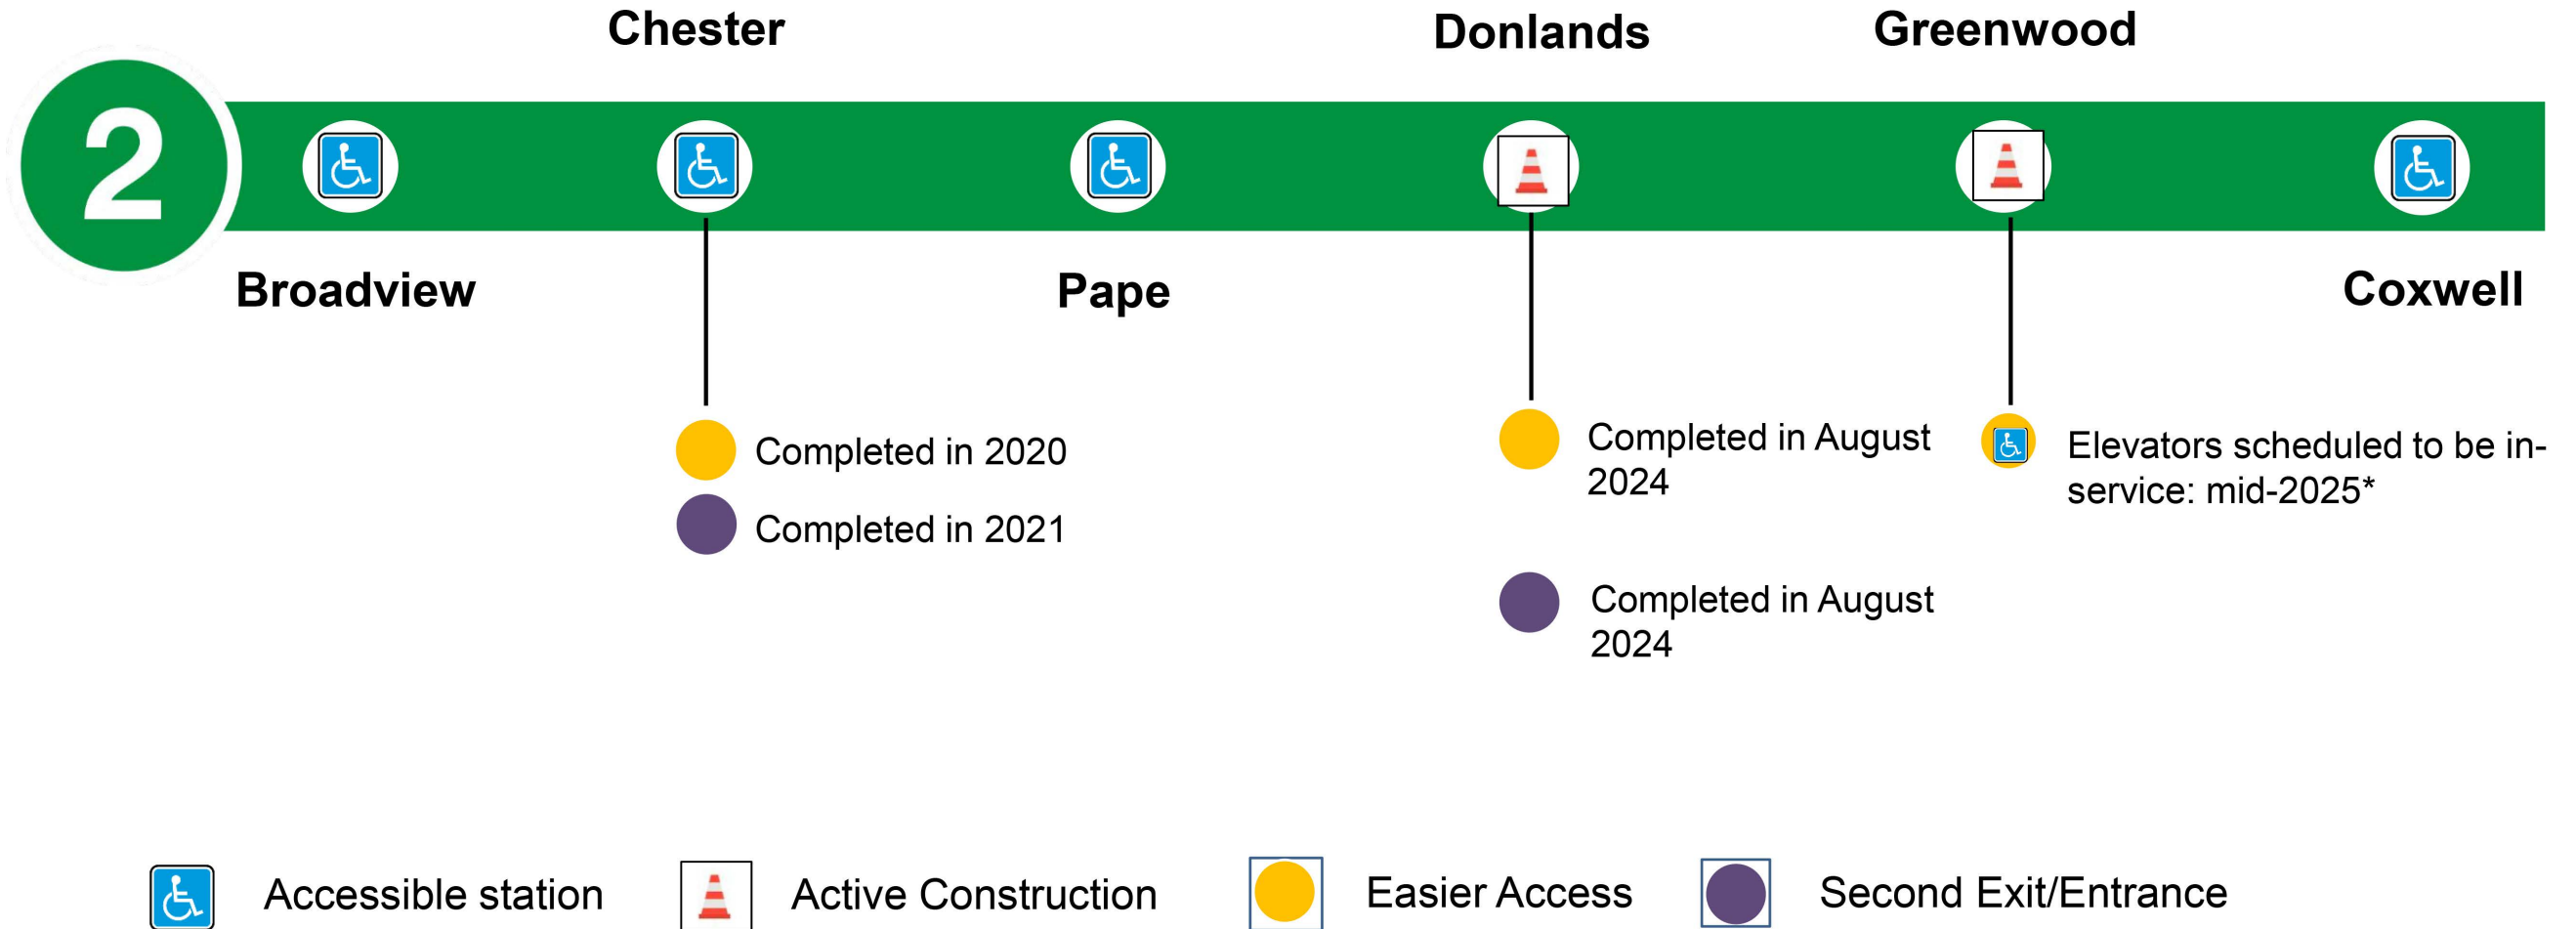 Chester
Donlands
Greenwood
2
Broadview
Pape
Coxwell
Completed in 2020
Completed in 2021
Completed in August
2024
Completed in August
2024
Elevators scheduled to be in-
service: mid-2025*
Accessible station
Active Construction
Easier Access
Second Exit/Entrance